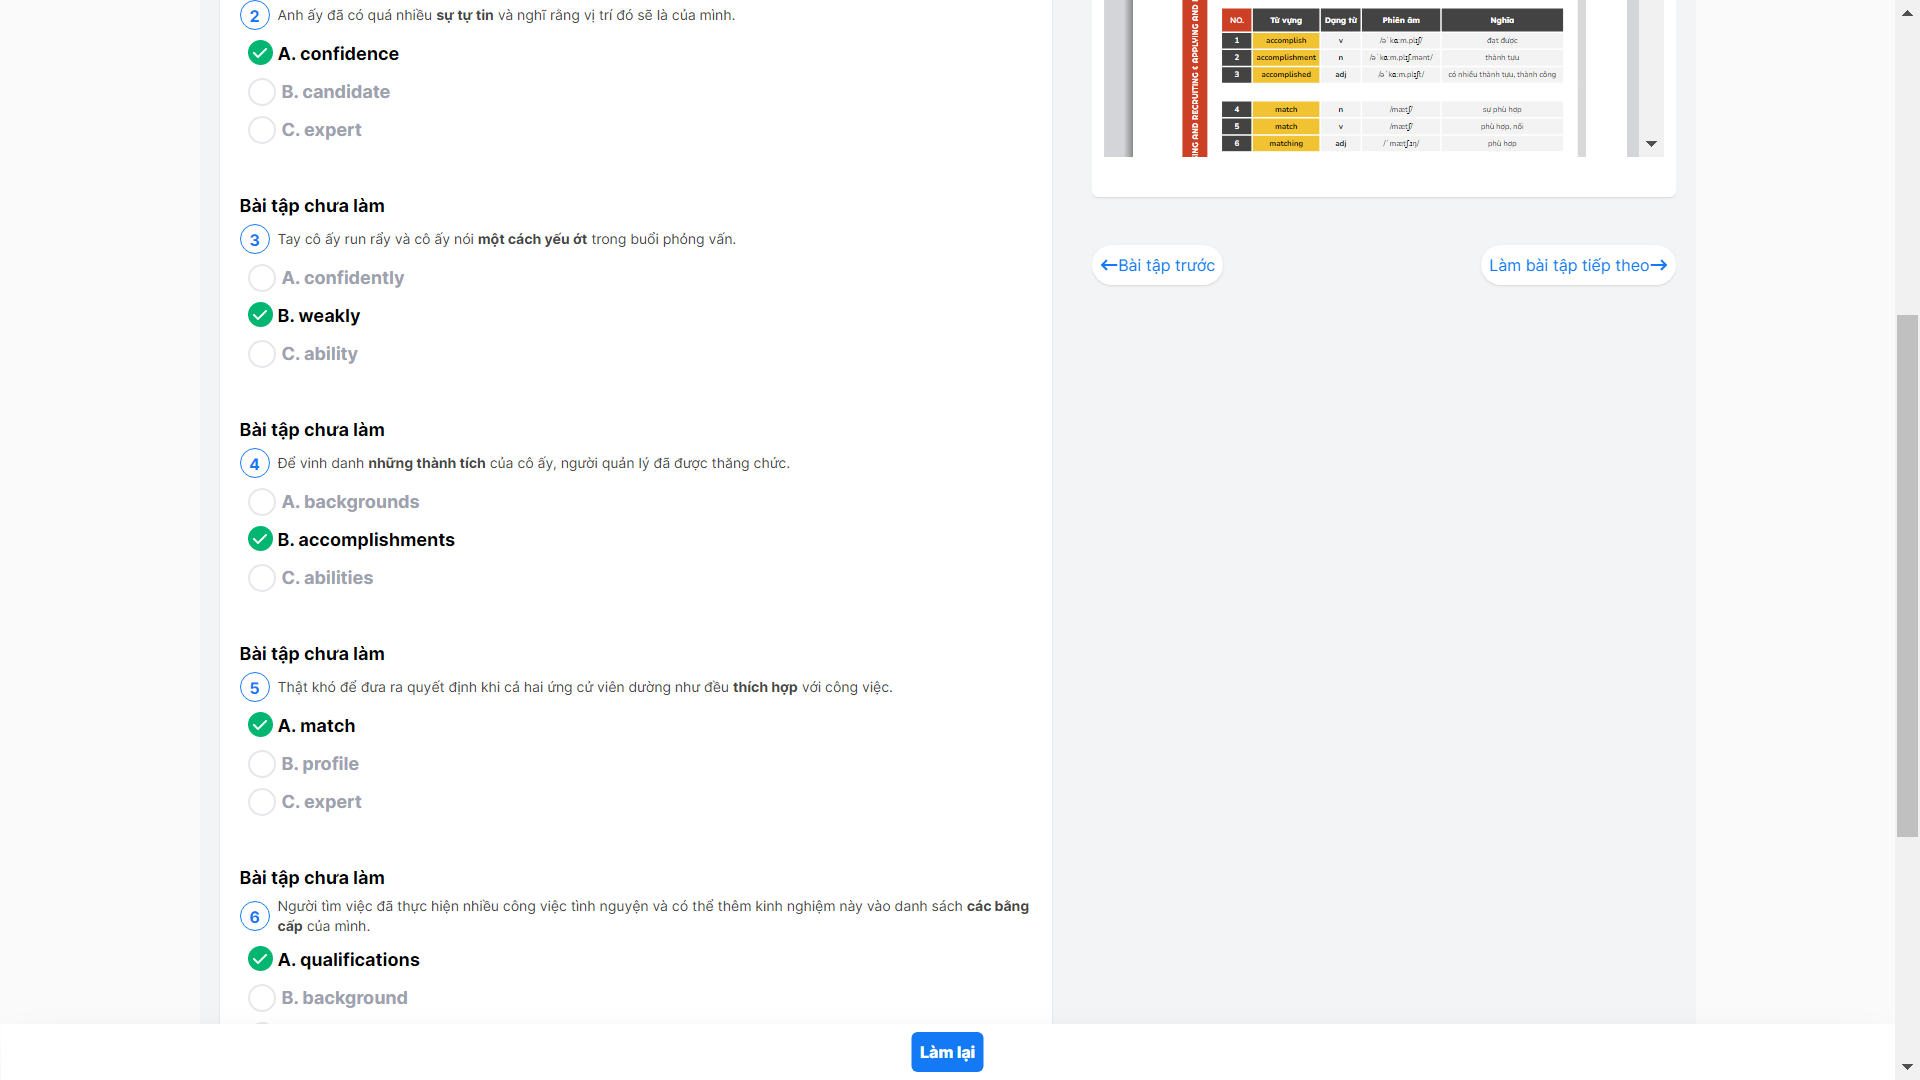 2 Anh ấy đã có quá nhiều sự tự tin và nghĩ rằng vị trí đó sẽ là của mình.
A. confidence
B. candidate
C. expert
Bài tập chưa làm
3 Tay cô ấy run rẩy và cô ấy nói một cách yếu ớt trong buổi phỏng vấn.
A. confidently
B. weakly
C. ability
Bài tập chưa làm
4 Để vinh danh những thành tích của cô ấy, người quản lý đã được thăng chức.
A. backgrounds
B. accomplishments
C. abilities
Bài tập chưa làm
5 Thật khó để đưa ra quyết định khi cả hai ứng cử viên dường như đều thích hợp với công việc.
A. match
B. profile
C. expert
Bài tập chưa làm
6 Người tìm việc đã thực hiện nhiều công việc tình nguyện và có thể thêm kinh nghiệm này vào danh sách các bằng
cấp của mình.
A. qualifications
B. background
AND RECRUITING & APPLYING AND
NO. Từ vựng Dạng từ Phiên âm Nghĩa
1 accomplish v /əˈkɑːm.plɪʃ/ đạt được
2 accomplishment n /əˈkɑːm.plɪʃ.mənt/ thành tựu
3 accomplished adj /əˈkɑːm.plɪʃt/ có nhiều thành tựu, thành công
4 match n /mætʃ/ sự phù hợp
5 match v /mætʃ/ phù hợp, nối
6 matching adj /ˈmætʃɪŋ/ phù hợp
←Bài tập trước
Làm bài tập tiếp theo→
Làm lại